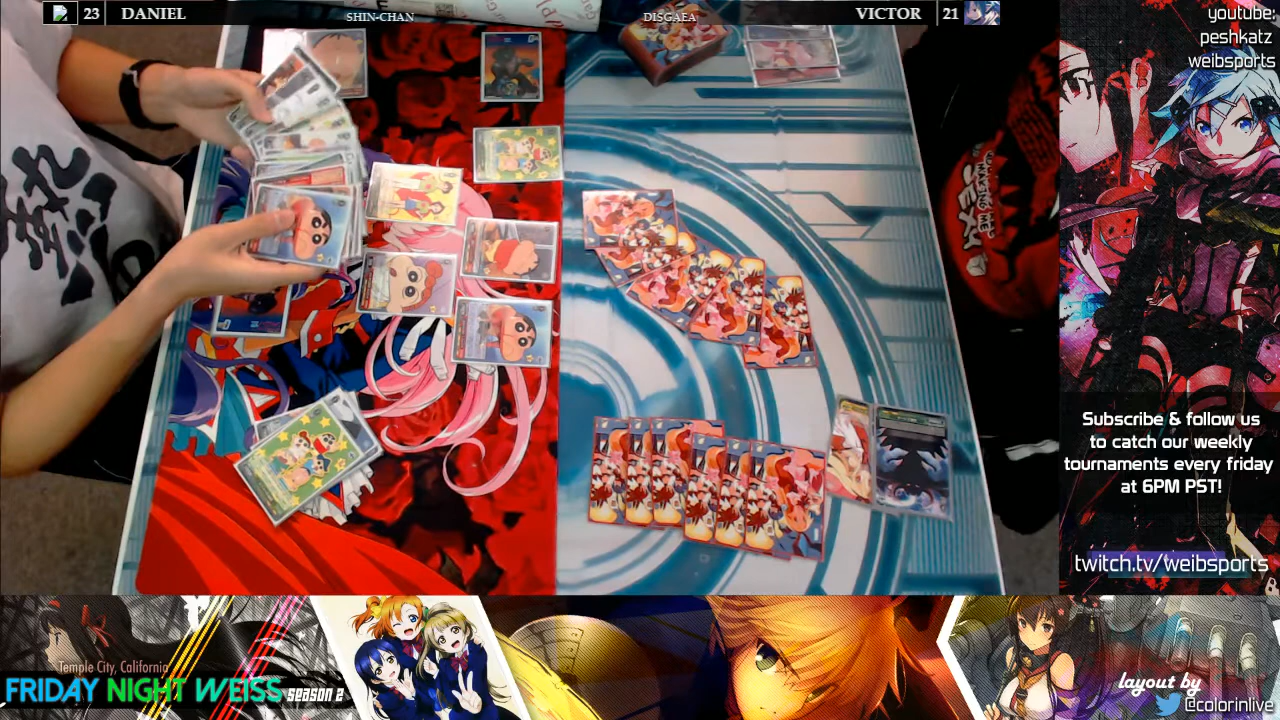 23 DANIEL
SHIN-CHAN
DISGAEA
VICTOR 21
youtube:
peshkatz
weibsports
Subscribe & follow us
to catch our weekly
tournaments every friday
at 6PM PST!
twitch.tv/weibsports
Temple City, California
FRIDAY NIGHT WEISS SEASON 2
layout by
@colorinlive